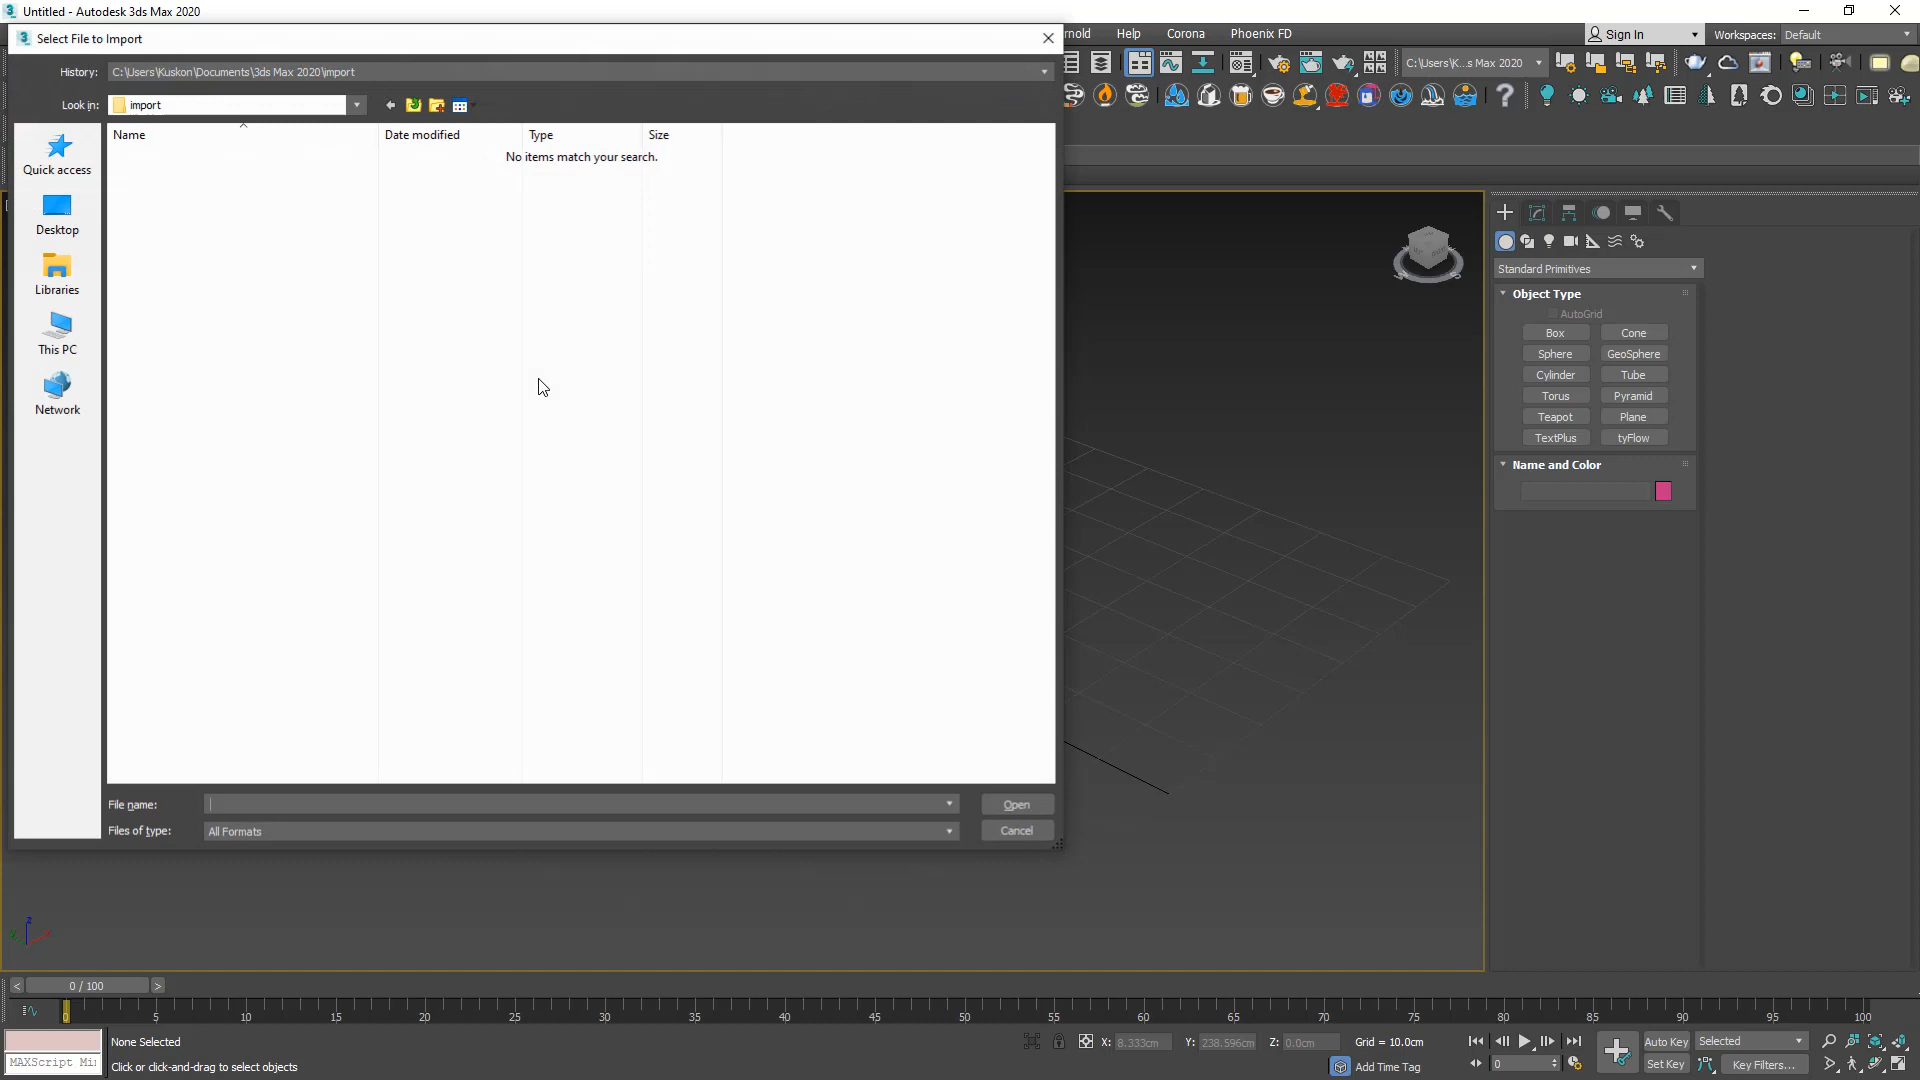 Untitled - Autodesk 3ds Max 2020
Select File to Import
rnold Help Corona Phoenix FD
Sign In
Workspaces: Default
History: C:\Users\Kuskon\Documents\3ds Max 2020\import
C:\Users\K...s Max 2020
Look in: import
Name Date modified Type Size
No items match your search.
Quick access
Desktop
Libraries
This PC
Network
File name:
Open
Files of type: All Formats
Cancel
Standard Primitives
Object Type
AutoGrid
Box Cone
Sphere GeoSphere
Cylinder Tube
Torus Pyramid
Teapot Plane
TextPlus tyFlow
Name and Color
z
0 / 100
0 5 10 15 20 25 30 35 40 45 50 55 60 65 70 75 80 85 90 95 100
None Selected
X: 8.333cm Y: 238.596cm Z: 0.0cm Grid = 10.0cm
Auto Key Selected
MAXScript Mi
Click or click-and-drag to select objects
Add Time Tag
0
Set Key Key Filters...